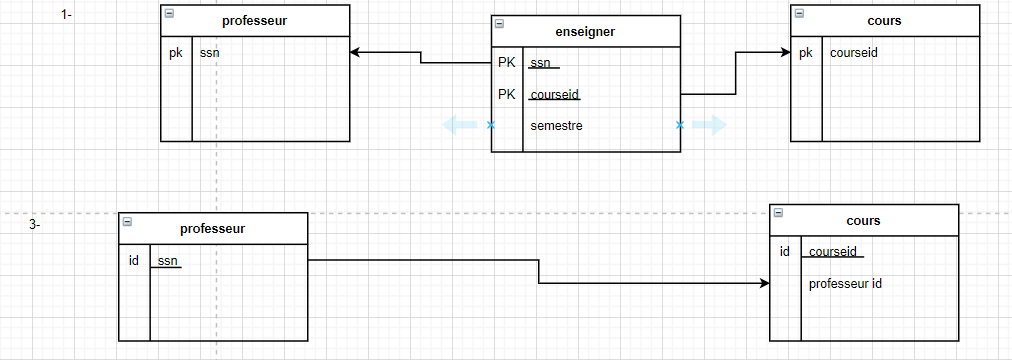 1-
professeur
pk ssn
enseigner
PK ssn
PK courseid
semestre
cours
pk courseid
3-
professeur
id ssn
cours
id courseid
professeur id